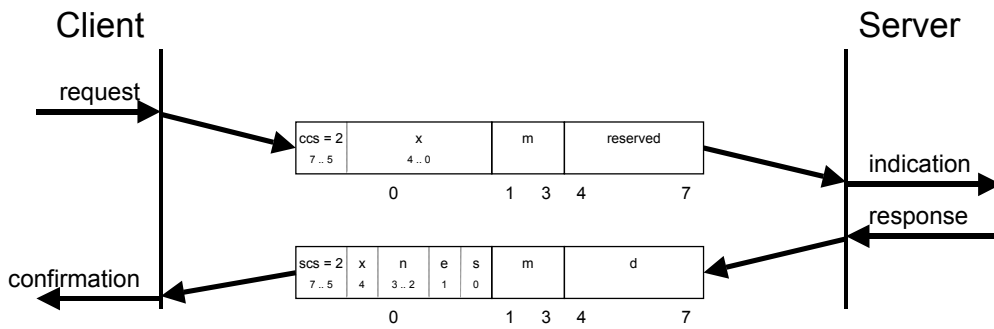 Client Server
request
ccs = 2 x m reserved
7 .. 5 4 .. 0
indication
0 1 3 4 7
response
scs = 2 x n e s m d
confirmation
7 .. 5 4 3 .. 2 1 0
0 1 3 4 7